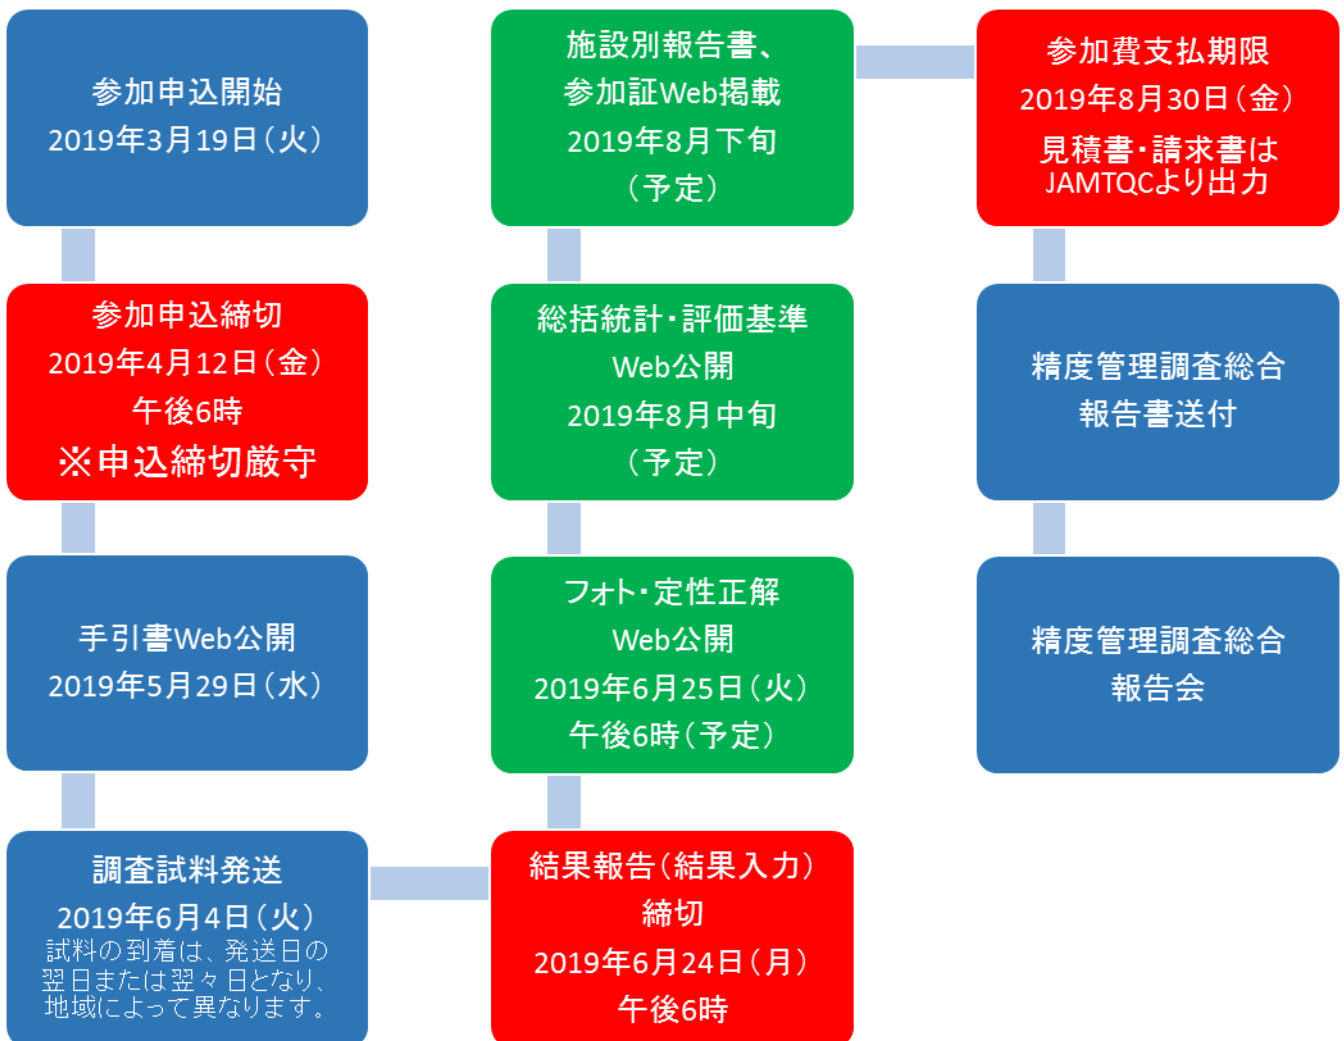 参加申込開始
2019年3月19日（火）
参加申込締切
2019年4月12日（金）
午後6時
※申込締切厳守
手引書Web公開
2019年5月29日（水）
調査試料発送
2019年6月4日（火）
試料の到着は、発送日の
翌日または翌々日となり、
地域によって異なります。
結果報告（結果入力）
締切
2019年6月24日（月）
午後6時
フォト・定性正解
Web公開
2019年6月25日（火）
午後6時（予定）
総括統計・評価基準
Web公開
2019年8月中旬
（予定）
施設別報告書、
参加証Web掲載
2019年8月下旬
（予定）
参加費支払期限
2019年8月30日（金）
見積書・請求書は
JAMTQCより出力
精度管理調査総合
報告書送付
精度管理調査総合
報告会